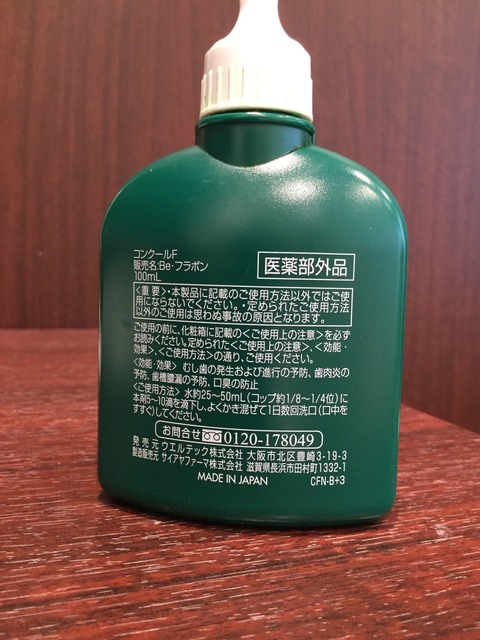 コンクールF
販売名:Be・フラボン
100mL
医薬部外品
〈重要〉・本製品に記載のご使用方法以外ではご使
用にならないでください。・定められたご使用方法
以外のご使用は思わぬ事故の原因となります。
ご使用の前に、化粧箱に記載の〈ご使用上の注意〉を必ず
お読みください。定められた〈ご使用上の注意〉、〈効能・
効果〉、〈ご使用方法〉の通り、ご使用ください。
〈効能・効果〉 むし歯の発生および進行の予防、歯肉炎の
予防、歯槽膿漏の予防、口臭の防止
〈ご使用方法〉 水約25〜50mL(コップ約1/8〜1/4位)に
本剤5〜10滴を滴下し、よくかき混ぜて1日数回洗口(口中を
すすぐ)してください。
お問合せ 0120-178049
発売元 ウエルテック株式会社 大阪市北区豊崎3-19-3
製造販売元 サイアヤファーマ株式会社 滋賀県長浜市田村町1332-1
MADE IN JAPAN CFN-B+3